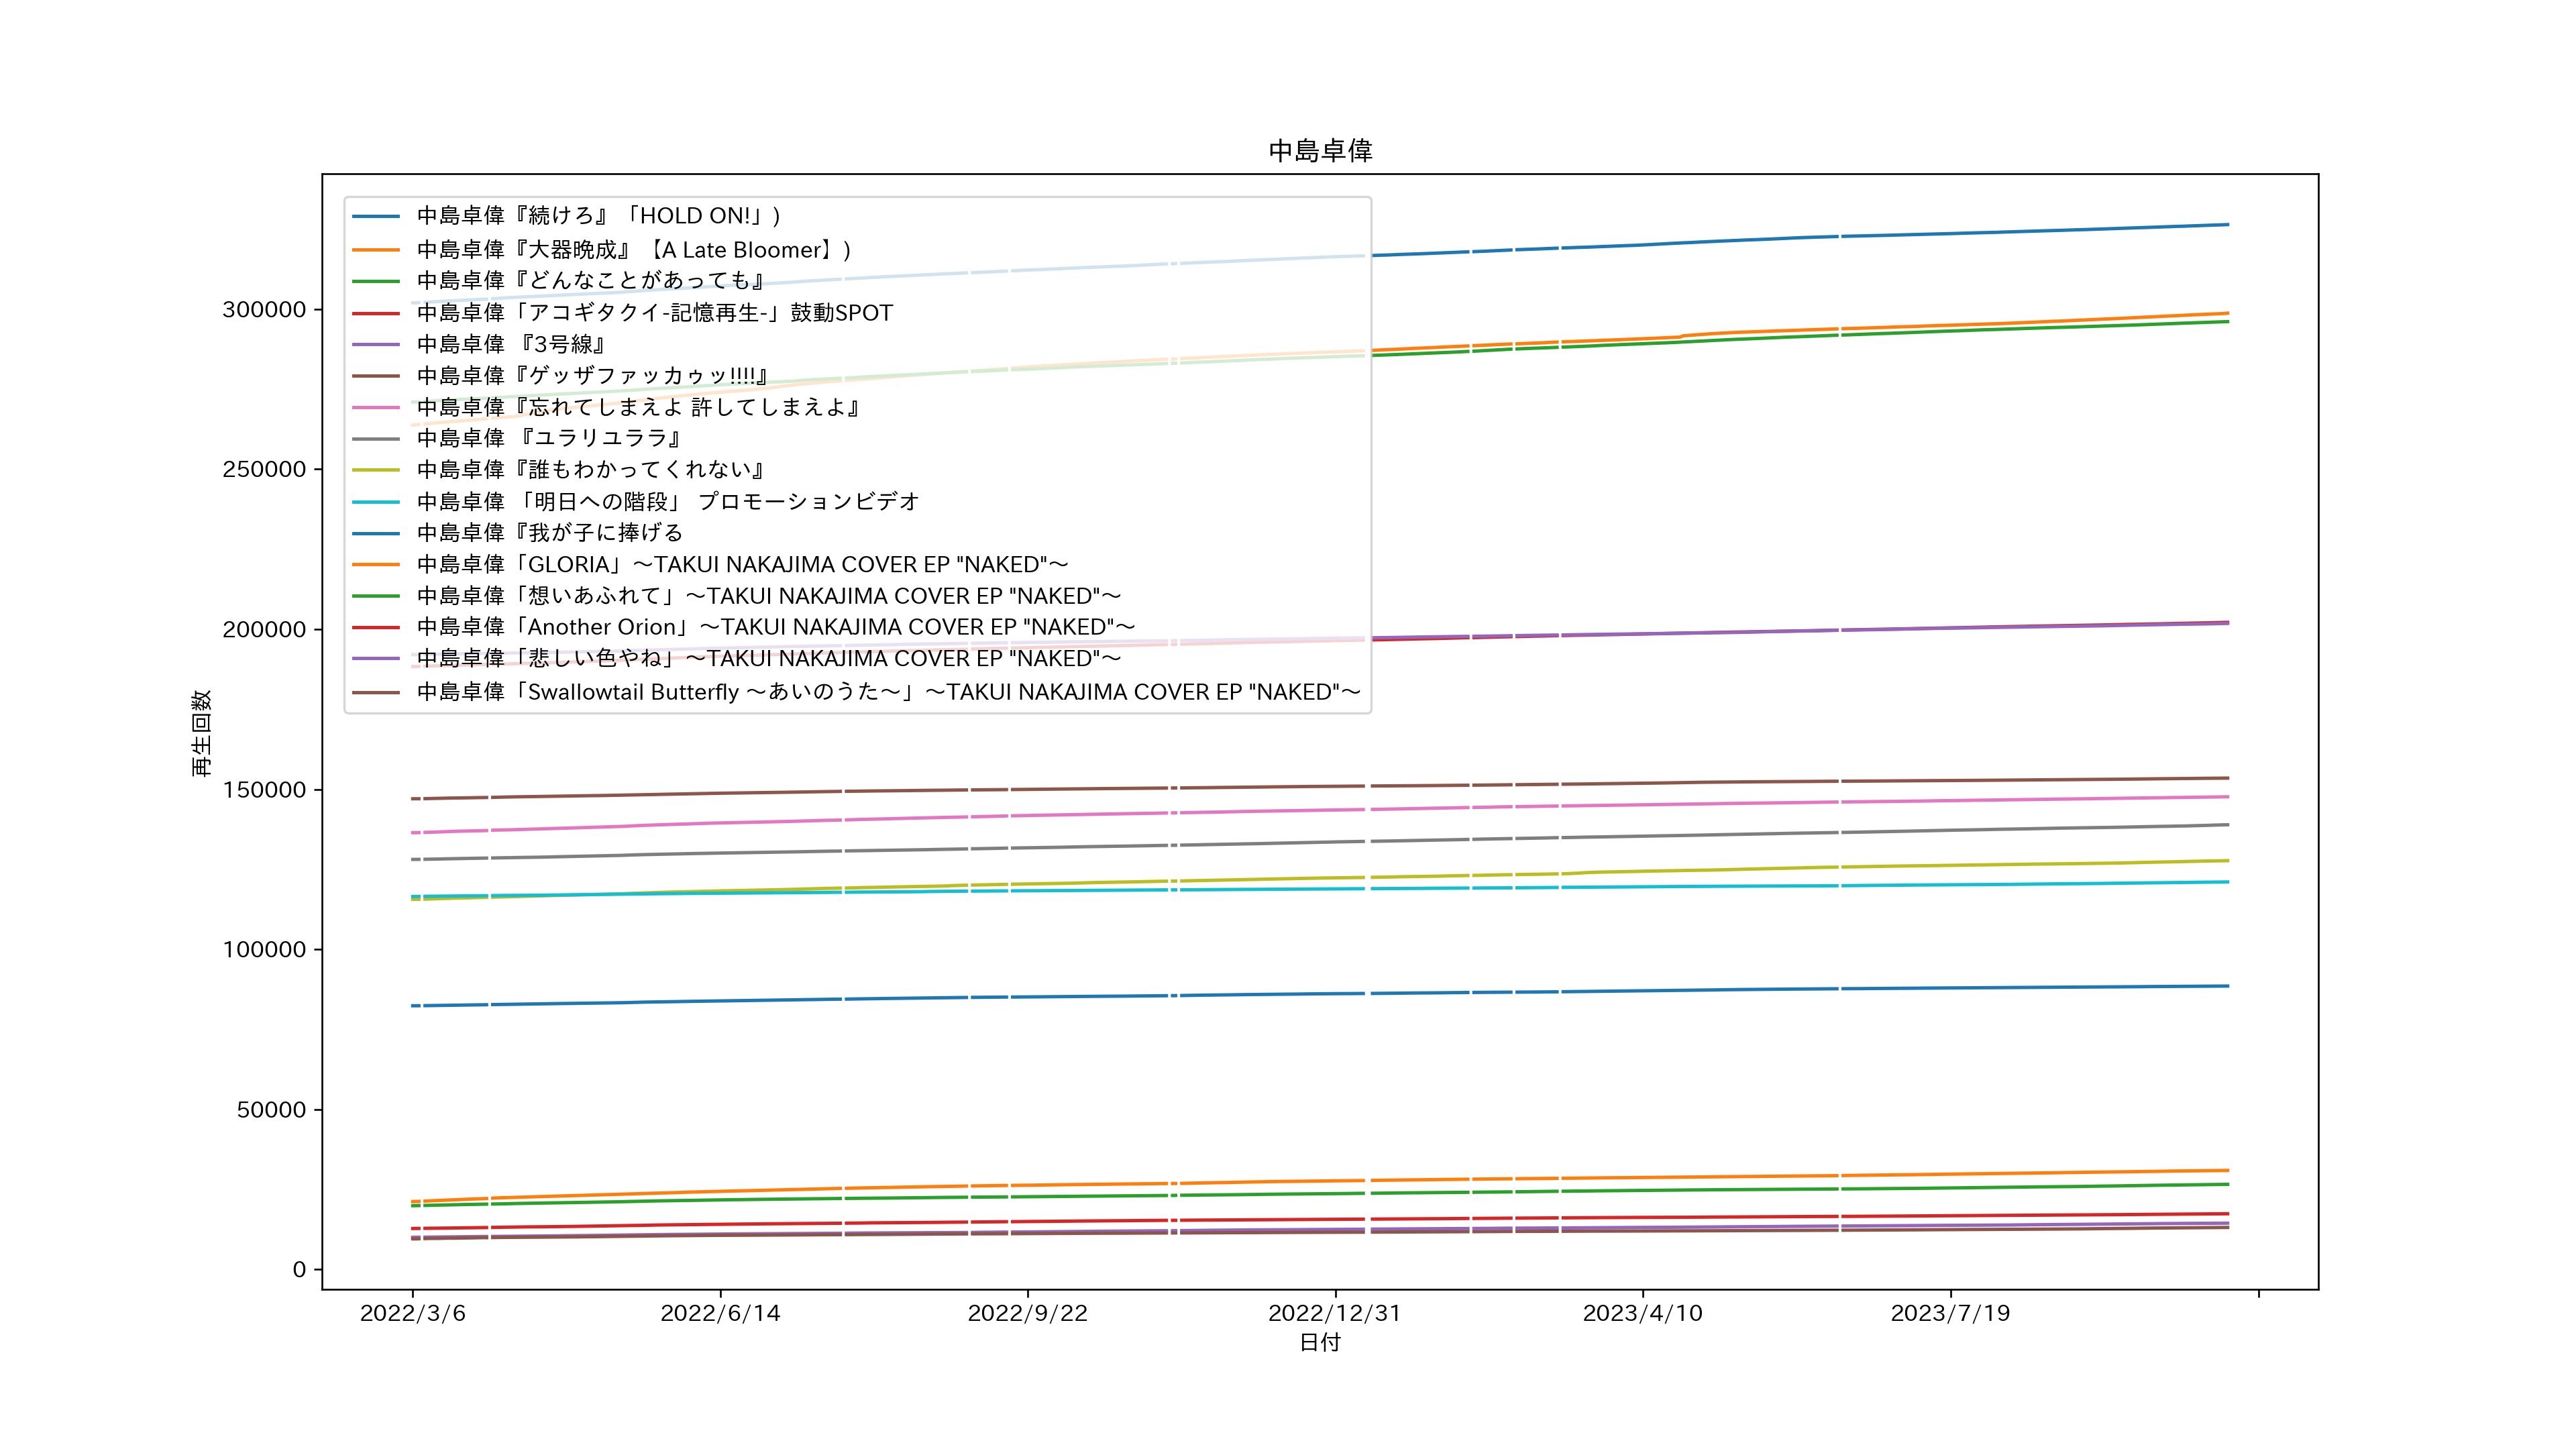 中島卓偉
中島卓偉『続けろ』「HOLD ON!」)
中島卓偉『大器晩成』【A Late Bloomer】)
中島卓偉『どんなことがあっても』
中島卓偉「アコギタクイ-記憶再生-」鼓動SPOT
中島卓偉 『3号線』
中島卓偉『ゲッザファッカゥッ!!!!』
中島卓偉『忘れてしまえよ 許してしまえよ』
中島卓偉 『ユラリユララ』
中島卓偉『誰もわかってくれない』
中島卓偉 「明日への階段」 プロモーションビデオ
中島卓偉『我が子に捧げる
中島卓偉「GLORIA」～TAKUI NAKAJIMA COVER EP "NAKED"～
中島卓偉「想いあふれて」～TAKUI NAKAJIMA COVER EP "NAKED"～
中島卓偉「Another Orion」～TAKUI NAKAJIMA COVER EP "NAKED"～
中島卓偉「悲しい色やね」～TAKUI NAKAJIMA COVER EP "NAKED"～
中島卓偉「Swallowtail Butterfly ～あいのうた～」～TAKUI NAKAJIMA COVER EP "NAKED"～
再生回数
300000
250000
200000
150000
100000
50000
0
2022/3/6
2022/6/14
2022/9/22
2022/12/31
2023/4/10
2023/7/19
日付